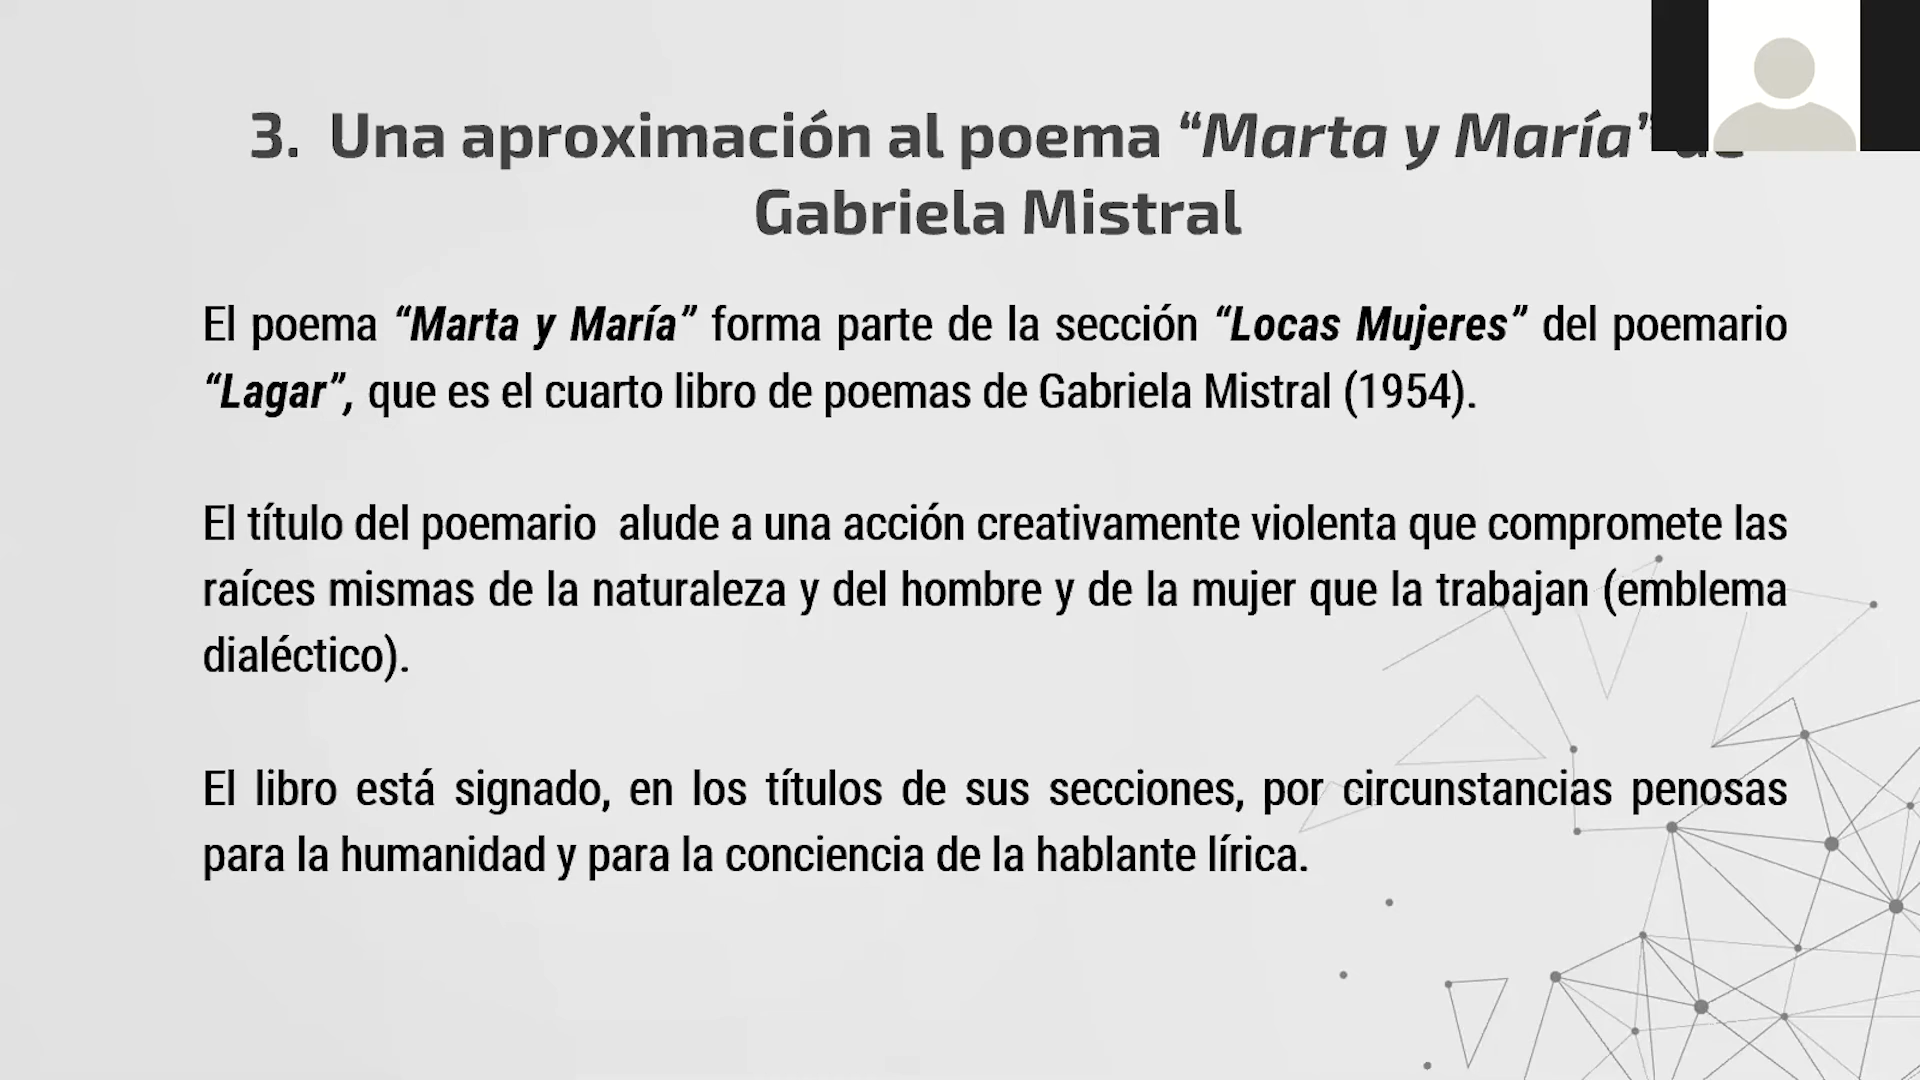 3. Una aproximación al poema “Marta y María” de
Gabriela Mistral
El poema “Marta y María” forma parte de la sección “Locas Mujeres” del poemario
“Lagar”, que es el cuarto libro de poemas de Gabriela Mistral (1954).
El título del poemario alude a una acción creativamente violenta que compromete las
raíces mismas de la naturaleza y del hombre y de la mujer que la trabajan (emblema
dialéctico).
El libro está signado, en los títulos de sus secciones, por circunstancias penosas
para la humanidad y para la conciencia de la hablante lírica.